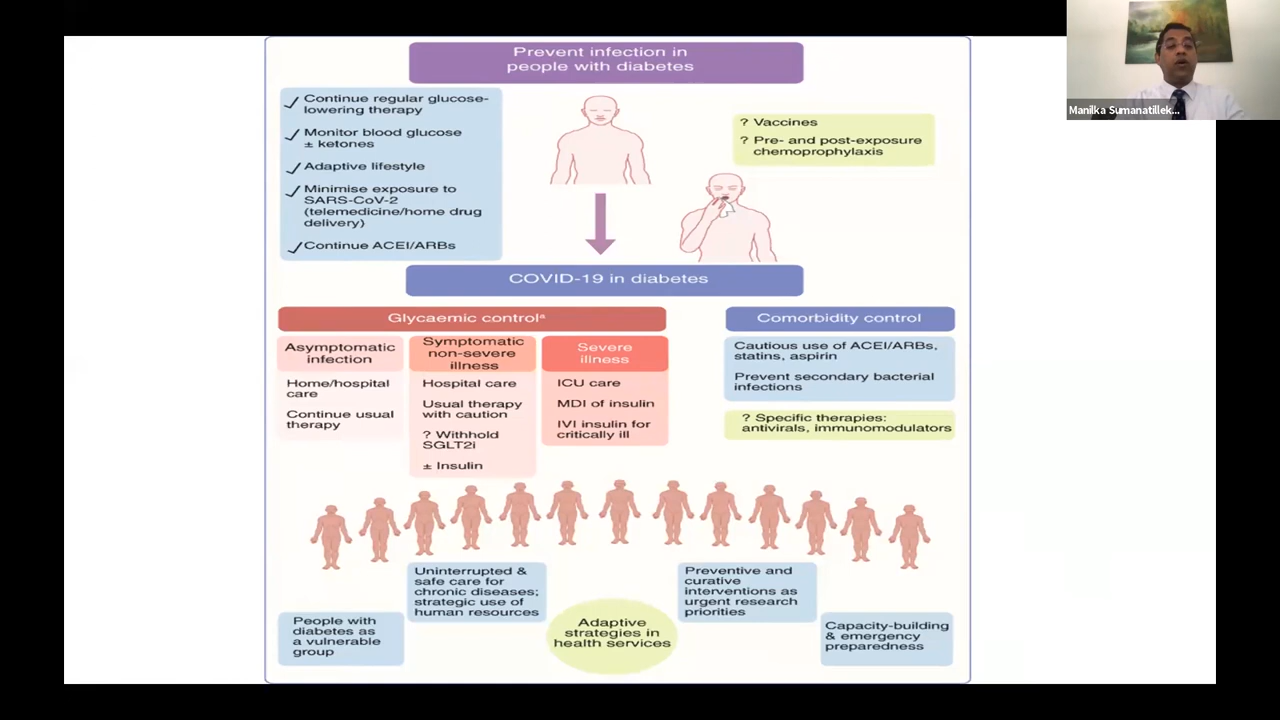 Prevent infection in
people with diabetes
Manilka Sumanatillek...
✓ Continue regular glucose-
lowering therapy
✓ Monitor blood glucose
± ketones
✓ Adaptive lifestyle
✓ Minimise exposure to
SARS-CoV-2
(telemedicine/home drug
delivery)
✓ Continue ACEI/ARBs
? Vaccines
? Pre- and post-exposure
chemoprophylaxis
COVID-19 in diabetes
Glycaemic controlᵃ
Asymptomatic
infection
Home/hospital
care
Continue usual
therapy
Symptomatic
non-severe
illness
Hospital care
Usual therapy
with caution
? Withhold
SGLT2i
± Insulin
Severe
illness
ICU care
MDI of insulin
IVI insulin for
critically ill
Comorbidity control
Cautious use of ACEI/ARBs,
statins, aspirin
Prevent secondary bacterial
infections
? Specific therapies:
antivirals, immunomodulators
People with
diabetes as
a vulnerable
group
Uninterrupted &
safe care for
chronic diseases;
strategic use of
human resources
Adaptive
strategies in
health services
Preventive and
curative
interventions as
urgent research
priorities
Capacity-building
& emergency
preparedness